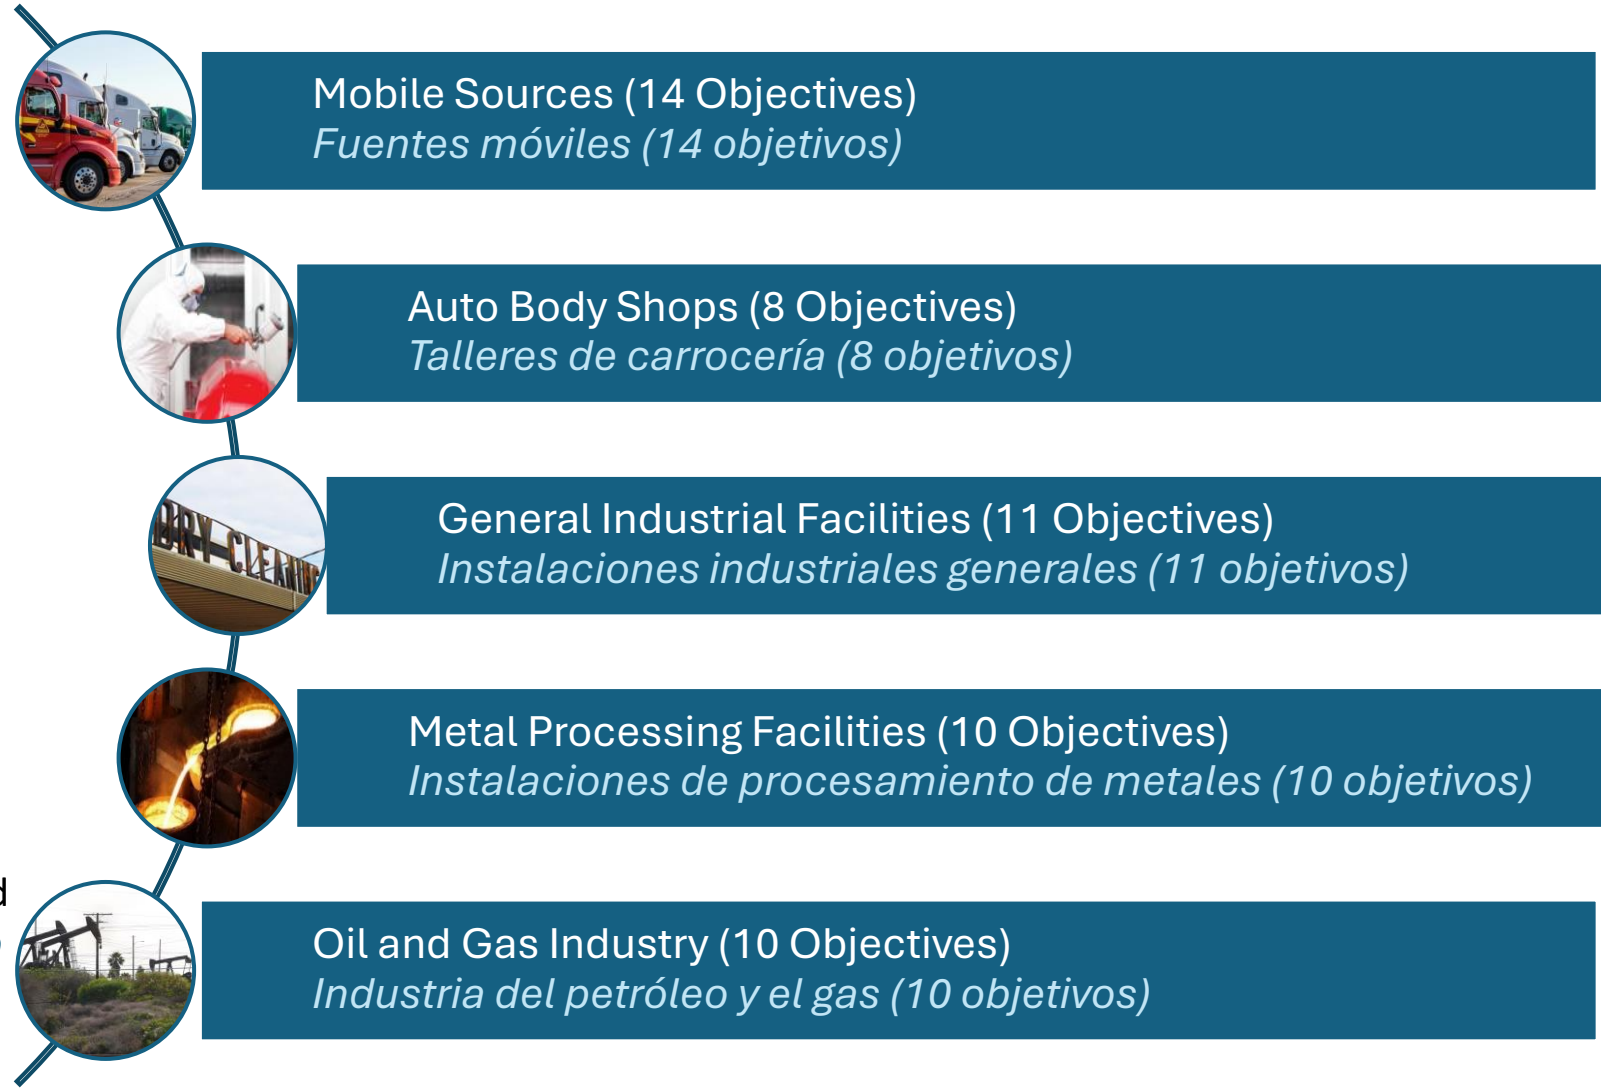 Mobile Sources (14 Objectives)
Fuentes móviles (14 objetivos)
Auto Body Shops (8 Objectives)
Talleres de carrocería (8 objetivos)
DRY CLEANING
General Industrial Facilities (11 Objectives)
Instalaciones industriales generales (11 objetivos)
Metal Processing Facilities (10 Objectives)
Instalaciones de procesamiento de metales (10 objetivos)
d
Oil and Gas Industry (10 Objectives)
Industria del petróleo y el gas (10 objetivos)